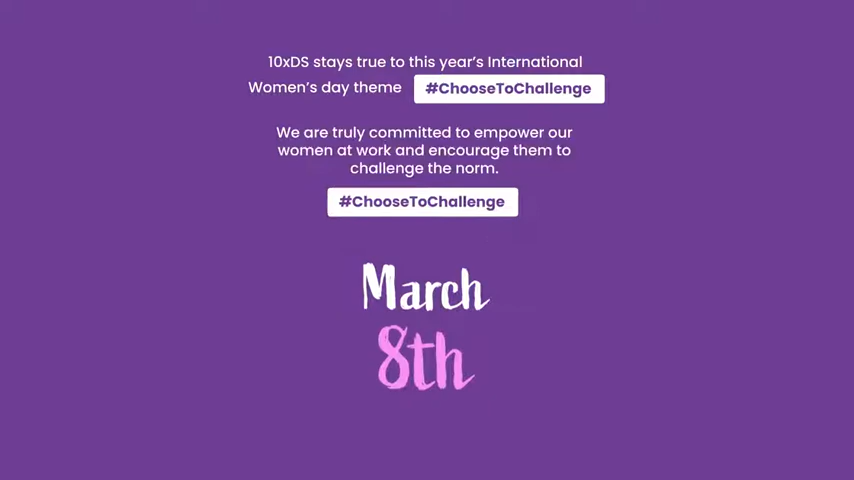 10xDS stays true to this year's International
Women's day theme #ChooseToChallenge
We are truly committed to empower our
women at work and encourage them to
challenge the norm.
#ChooseToChallenge
March
8th